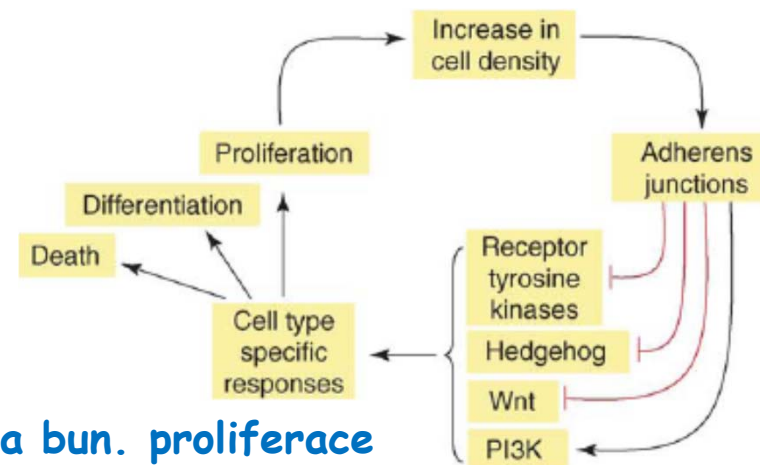 Increase in
cell density
Proliferation
Adherens
junctions
Differentiation
Death
Receptor
tyrosine
kinases
Cell type
specific
responses
Hedgehog
Wnt
PI3K
a bun. proliferace